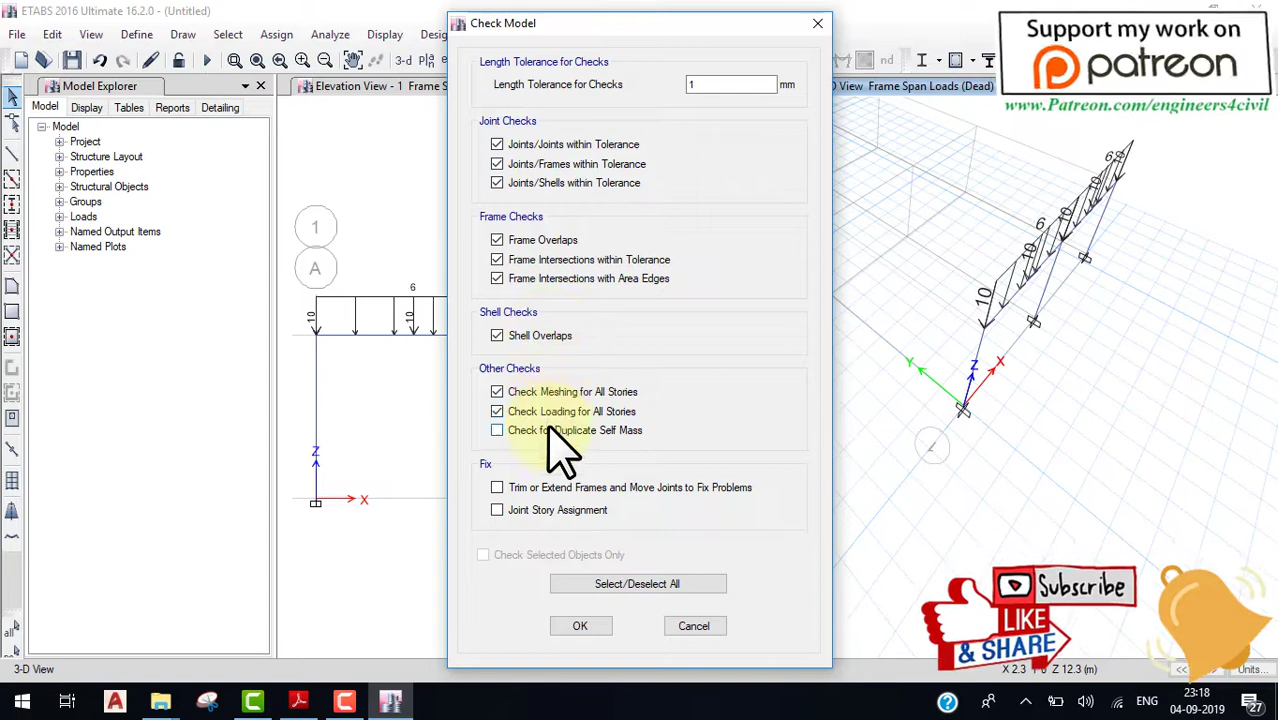 ETABS 2016 Ultimate 16.2.0 - (Untitled)
File Edit View Define Draw Select Assign Analyze Display
3-d
nd
Model Explorer
Model Display Tables Reports Detailing
Model
Project
Structure Layout
Properties
Structural Objects
Groups
Loads
Named Output Items
Named Plots
Elevation View - 1 Frame S
View Frame Span Loads (Dead)
1
A
6
10
10
Z
X
Check Model
Length Tolerance for Checks
Length Tolerance for Checks 1 mm
Joint Checks
Joints/Joints within Tolerance
Joints/Frames within Tolerance
Joints/Shells within Tolerance
Frame Checks
Frame Overlaps
Frame Intersections within Tolerance
Frame Intersections with Area Edges
Shell Checks
Shell Overlaps
Other Checks
Check Meshing for All Stories
Check Loading for All Stories
Check for Duplicate Self Mass
Fix
Trim or Extend Frames and Move Joints to Fix Problems
Joint Story Assignment
Check Selected Objects Only
Select/Deselect All
OK Cancel
Support my work on
patreon
www.Patreon.com/engineers4civil
6
10
10
6
10
10
Y
Z
X
Subscribe
LIKE
& SHARE
3-D View
X 2.3 Y 0 Z 12.3 (m)
Units...
all
ENG
23:18
04-09-2019
27